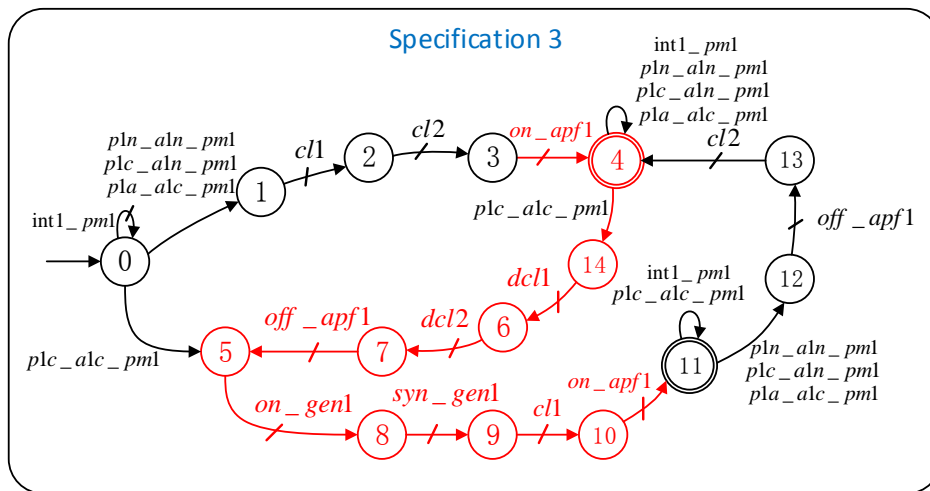 Specification 3
int1_pm1
p1n_a1n_pm1
p1c_a1n_pm1
p1a_a1c_pm1
p1n_a1n_pm1
p1c_a1n_pm1
p1a_a1c_pm1
int1_pm1
cl1
cl2
on_apf1
cl2
off_apf1
0
1
2
3
4
13
p1c_a1c_pm1
14
dcl1
int1_pm1
p1c_a1c_pm1
12
off_apf1
dcl2
6
7
5
p1c_a1c_pm1
11
p1n_a1n_pm1
p1c_a1n_pm1
p1a_a1c_pm1
on_gen1
syn_gen1
on_apf1
cl1
8
9
10